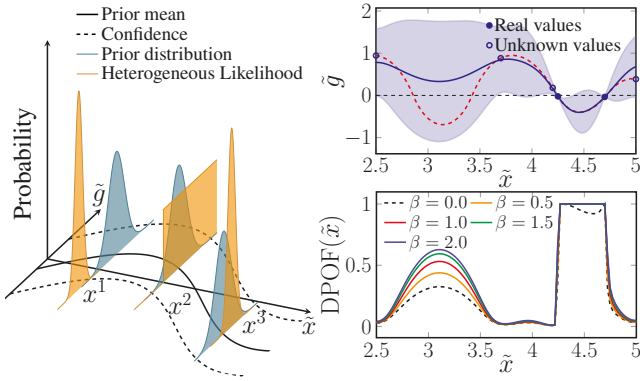 Prior mean
Confidence
Prior distribution
Heterogeneous Likelihood
Probability
g̃
x¹
x²
x³
x̃
Real values
Unknown values
g̃
2
1
0
−1
2.5 3 3.5 4 4.5 5
x̃
β = 0.0 β = 0.5
β = 1.0 β = 1.5
β = 2.0
DPOF(x̃)
1
0.5
0
2.5 3 3.5 4 4.5 5
x̃